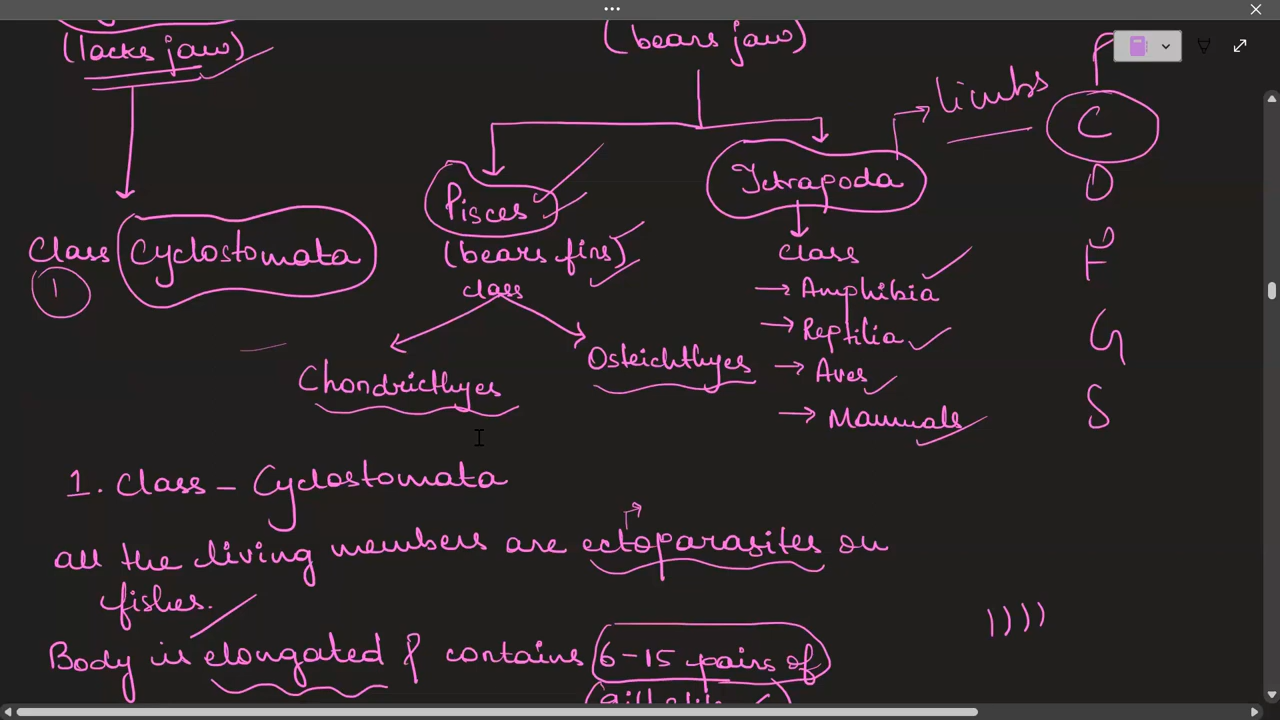 (lacks jaw)
(bears jaw)
limbs
P
C
O
F
G
S
Pisces
Tetrapoda
Class Cyclostomata
1
(bears fins)
class
Chondricthyes
Osteichthyes
class
→ Amphibia
→ Reptilia
→ Aves
→ Mammals
1. Class - Cyclostomata
all the living members are ectoparasites on
fishes.
Body is elongated & contains 6-15 pairs of